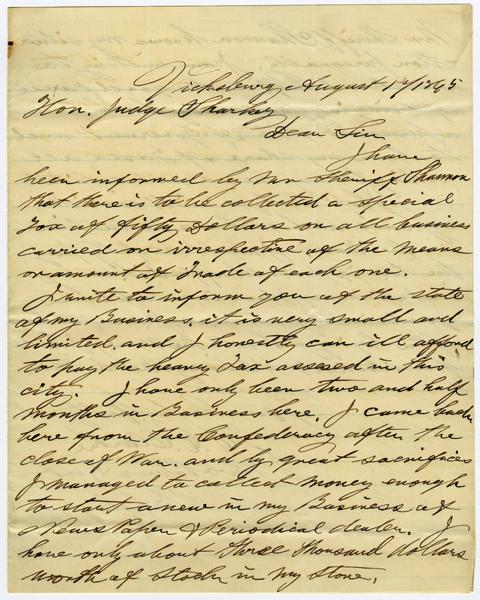 Vicksburg August 1st/1865
Hon. Judge Sharkey
Dear Sir
I have
been informed by Mr Sheriff Shannon
that there is to be collected a special
Tax of fifty Dollars on all business
carried on irrespective of the means
or amount of Trade of each one.
I write to inform you of the state
of my Business. it is very small and
limited and I honestly can ill afford
to pay the heavy Tax assesed in this
city. I have only been two and half
months in Business here. I came back
here from the Confederacy after the
close of War. and by great sacrifices
I managed to collect money enough
to start anew in my Business of
News Paper & Periodical dealer. I
have only about three thousand dollars
worth of stock in my store.